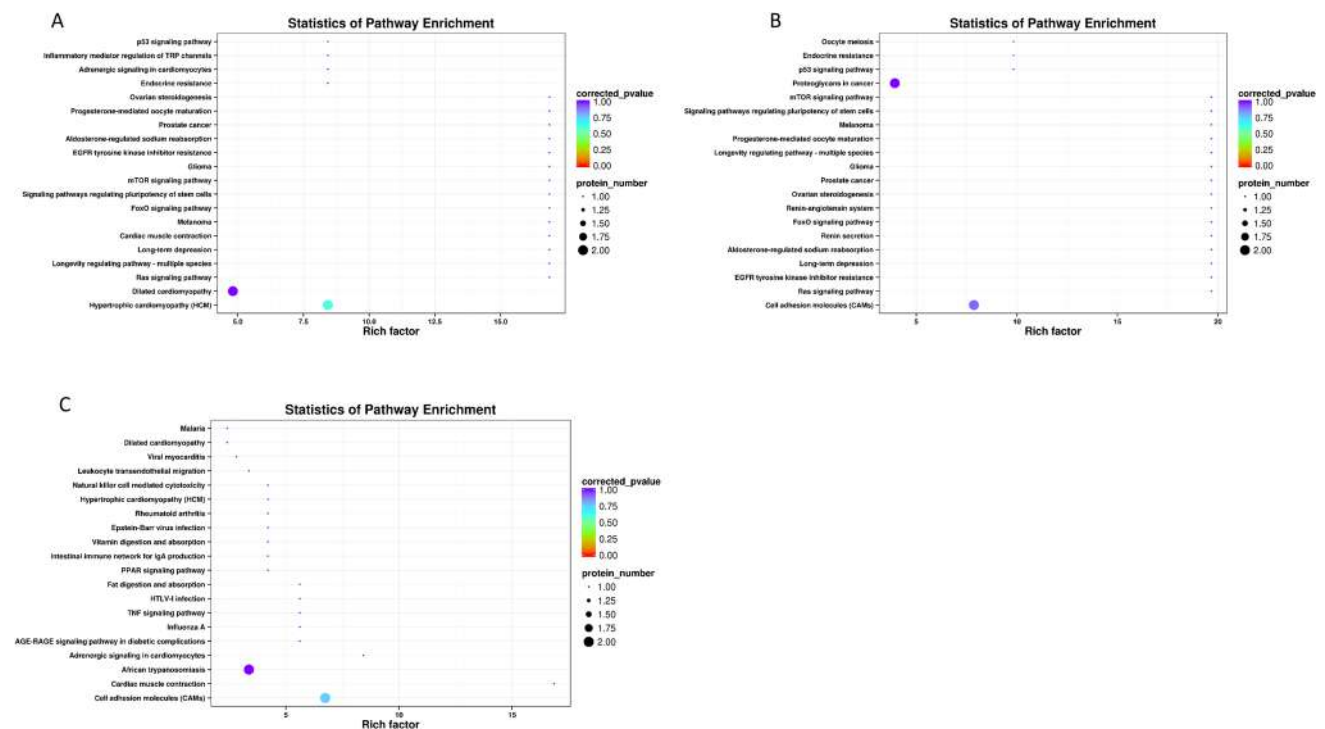 A
Statistics of Pathway Enrichment
p53 signaling pathway
Inflammatory mediator regulation of TRP channels
Adrenergic signaling in cardiomyocytes
Endocrine resistance
Ovarian steroidogenesis
Progesterone-mediated oocyte maturation
Prostate cancer
Aldosterone-regulated sodium reabsorption
EGFR tyrosine kinase inhibitor resistance
Glioma
mTOR signaling pathway
Signaling pathways regulating pluripotency of stem cells
FoxO signaling pathway
Melanoma
Cardiac muscle contraction
Long-term depression
Longevity regulating pathway - multiple species
Ras signaling pathway
Dilated cardiomyopathy
Hypertrophic cardiomyopathy (HCM)
5.0 7.5 10.0 12.5 15.0
Rich factor
corrected_pvalue
1.00
0.75
0.50
0.25
0.00
protein_number
1.00
1.25
1.50
1.75
2.00
B
Statistics of Pathway Enrichment
Oocyte meiosis
Endocrine resistance
p53 signaling pathway
Proteoglycans in cancer
mTOR signaling pathway
Signaling pathways regulating pluripotency of stem cells
Melanoma
Progesterone-mediated oocyte maturation
Longevity regulating pathway - multiple species
Glioma
Prostate cancer
Ovarian steroidogenesis
Renin-angiotensin system
FoxO signaling pathway
Renin secretion
Aldosterone-regulated sodium reabsorption
Long-term depression
EGFR tyrosine kinase inhibitor resistance
Ras signaling pathway
Cell adhesion molecules (CAMs)
5 10 15 20
Rich factor
corrected_pvalue
1.00
0.75
0.50
0.25
0.00
protein_number
1.00
1.25
1.50
1.75
2.00
C
Statistics of Pathway Enrichment
Malaria
Dilated cardiomyopathy
Viral myocarditis
Leukocyte transendothelial migration
Natural killer cell mediated cytotoxicity
Hypertrophic cardiomyopathy (HCM)
Rheumatoid arthritis
Epstein-Barr virus infection
Vitamin digestion and absorption
Intestinal immune network for IgA production
PPAR signaling pathway
Fat digestion and absorption
HTLV-I infection
TNF signaling pathway
Influenza A
AGE-RAGE signaling pathway in diabetic complications
Adrenergic signaling in cardiomyocytes
African trypanosomiasis
Cardiac muscle contraction
Cell adhesion molecules (CAMs)
5 10 15
Rich factor
corrected_pvalue
1.00
0.75
0.50
0.25
0.00
protein_number
1.00
1.25
1.50
1.75
2.00